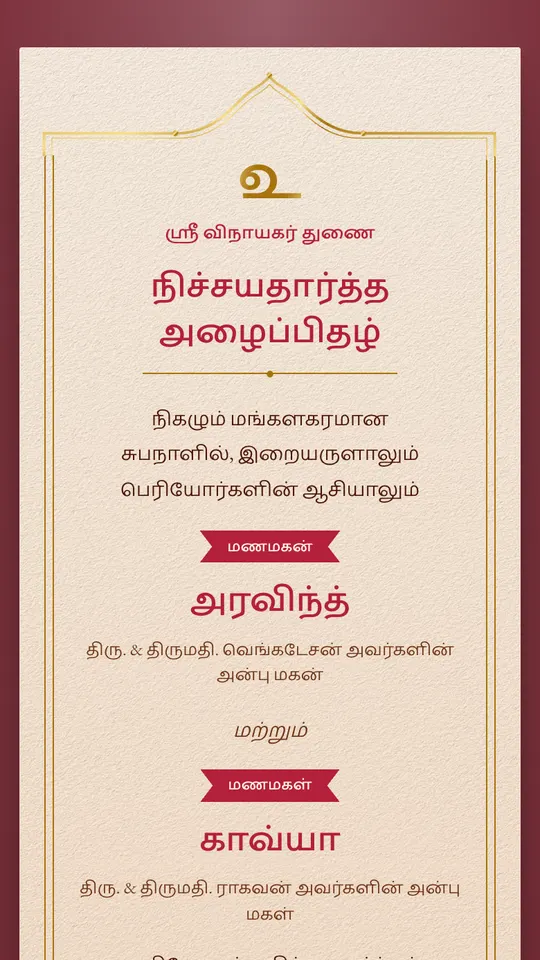 உ
ஸ்ரீ விநாயகர் துணை
நிச்சயதார்த்த
அழைப்பிதழ்
நிகழும் மங்களகரமான
சுபநாளில், இறையருளாலும்
பெரியோர்களின் ஆசியாலும்
மணமகன்
அரவிந்த்
திரு. & திருமதி. வெங்கடேசன் அவர்களின்
அன்பு மகன்
மற்றும்
மணமகள்
காவ்யா
திரு. & திருமதி. ராகவன் அவர்களின் அன்பு
மகள்